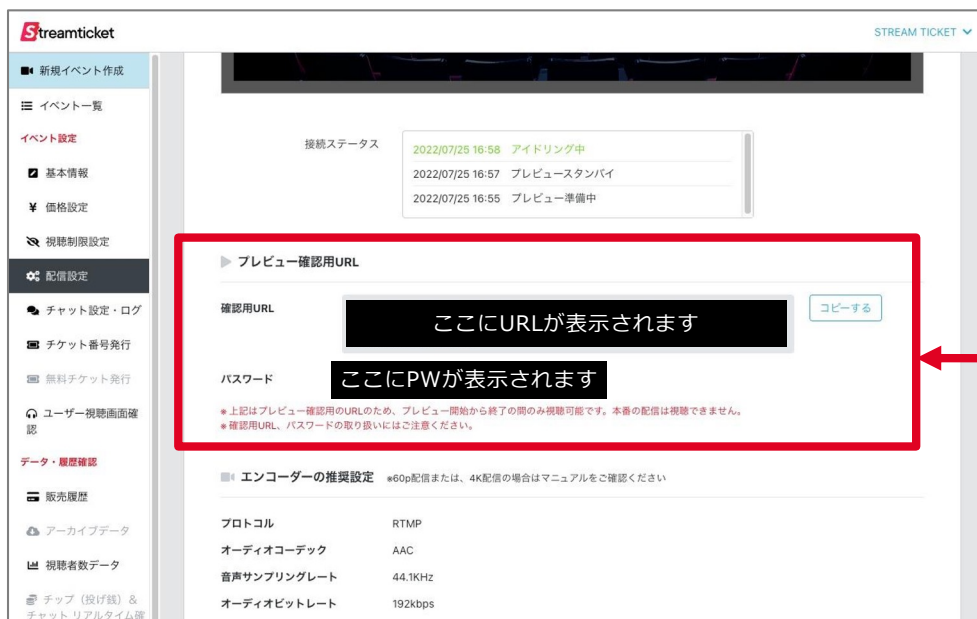 Streamticket
STREAM TICKET
新規イベント作成
イベント一覧
イベント設定
基本情報
¥ 価格設定
視聴制限設定
配信設定
チャット設定・ログ
チケット番号発行
無料チケット発行
ユーザー視聴画面確
認
データ・履歴確認
販売履歴
アーカイブデータ
視聴者数データ
チップ（投げ銭）&
チャット リアルタイム確
接続ステータス
2022/07/25 16:58 アイドリング中
2022/07/25 16:57 プレビュースタンバイ
2022/07/25 16:55 プレビュー準備中
プレビュー確認用URL
確認用URL
ここにURLが表示されます
コピーする
パスワード
ここにPWが表示されます
※上記はプレビュー確認用のURLのため、プレビュー開始から終了の間のみ視聴可能です。本番の配信は視聴できません。
※確認用URL、パスワードの取り扱いにはご注意ください。
エンコーダーの推奨設定 ※60p配信または、4K配信の場合はマニュアルをご確認ください
プロトコル RTMP
オーディオコーデック AAC
音声サンプリングレート 44.1KHz
オーディオビットレート 192kbps